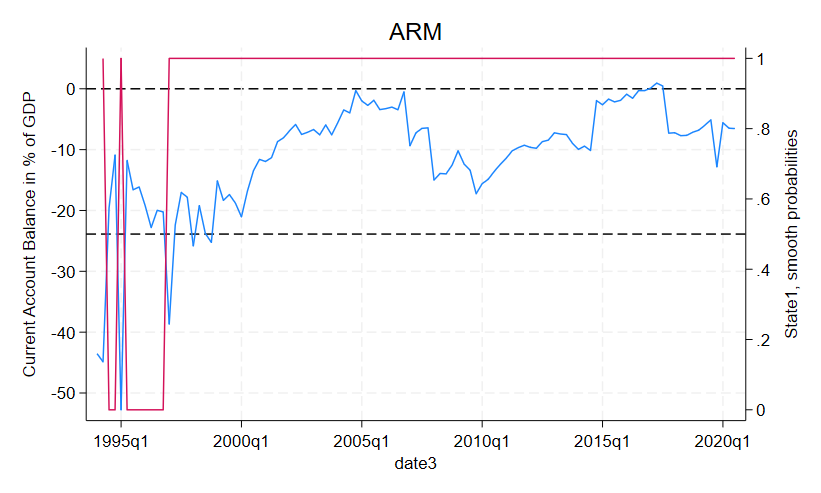 ARM
Current Account Balance in % of GDP
0
-10
-20
-30
-40
-50
1
.8
.6
.4
.2
0
State1, smooth probabilities
1995q1 2000q1 2005q1 2010q1 2015q1 2020q1
date3